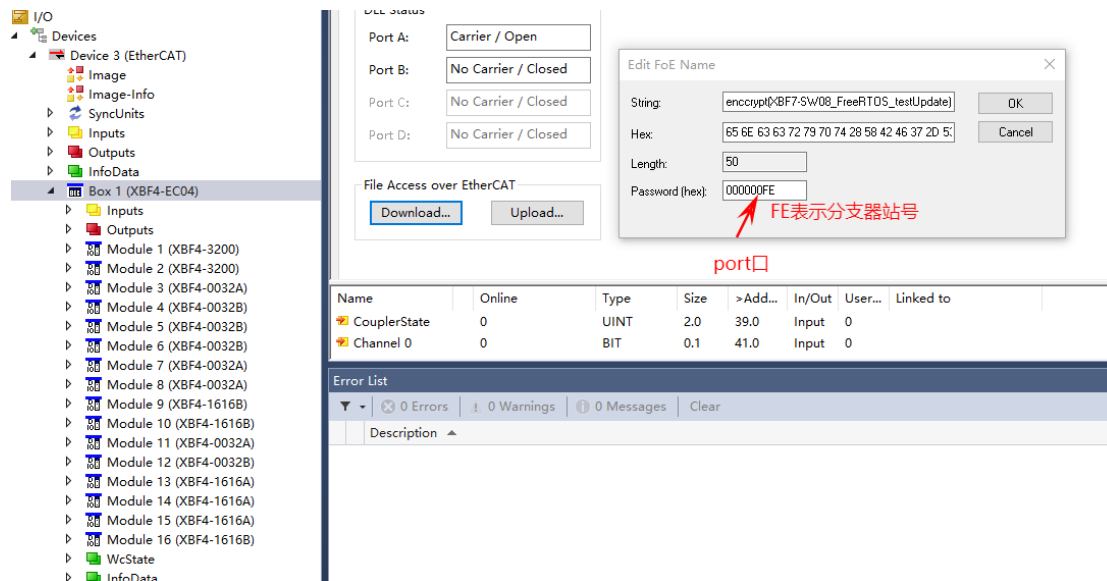 I/O
Devices
Device 3 (EtherCAT)
Image
Image-Info
SyncUnits
Inputs
Outputs
InfoData
Box 1 (XBF4-EC04)
Inputs
Outputs
Module 1 (XBF4-3200)
Module 2 (XBF4-3200)
Module 3 (XBF4-0032A)
Module 4 (XBF4-0032B)
Module 5 (XBF4-0032B)
Module 6 (XBF4-0032B)
Module 7 (XBF4-0032A)
Module 8 (XBF4-0032A)
Module 9 (XBF4-1616B)
Module 10 (XBF4-1616B)
Module 11 (XBF4-0032A)
Module 12 (XBF4-0032B)
Module 13 (XBF4-1616A)
Module 14 (XBF4-1616A)
Module 15 (XBF4-1616A)
Module 16 (XBF4-1616B)
WcState
InfoData
DLL Status
Port A: Carrier / Open
Port B: No Carrier / Closed
Port C: No Carrier / Closed
Port D: No Carrier / Closed
File Access over EtherCAT
Download... Upload...
Edit FoE Name
String: enccrypt(XBF7-SW08_FreeRTOS_testUpdate) OK
Hex: 65 6E 63 63 72 79 70 74 28 58 42 46 37 2D Cancel
Length: 50
Password (hex): 000000FE
FE表示分支器站号
port口
Name Online Type Size >Add... In/Out User... Linked to
CouplerState 0 UINT 2.0 39.0 Input 0
Channel 0 0 BIT 0.1 41.0 Input 0
Error List
0 Errors 0 Warnings 0 Messages Clear
Description